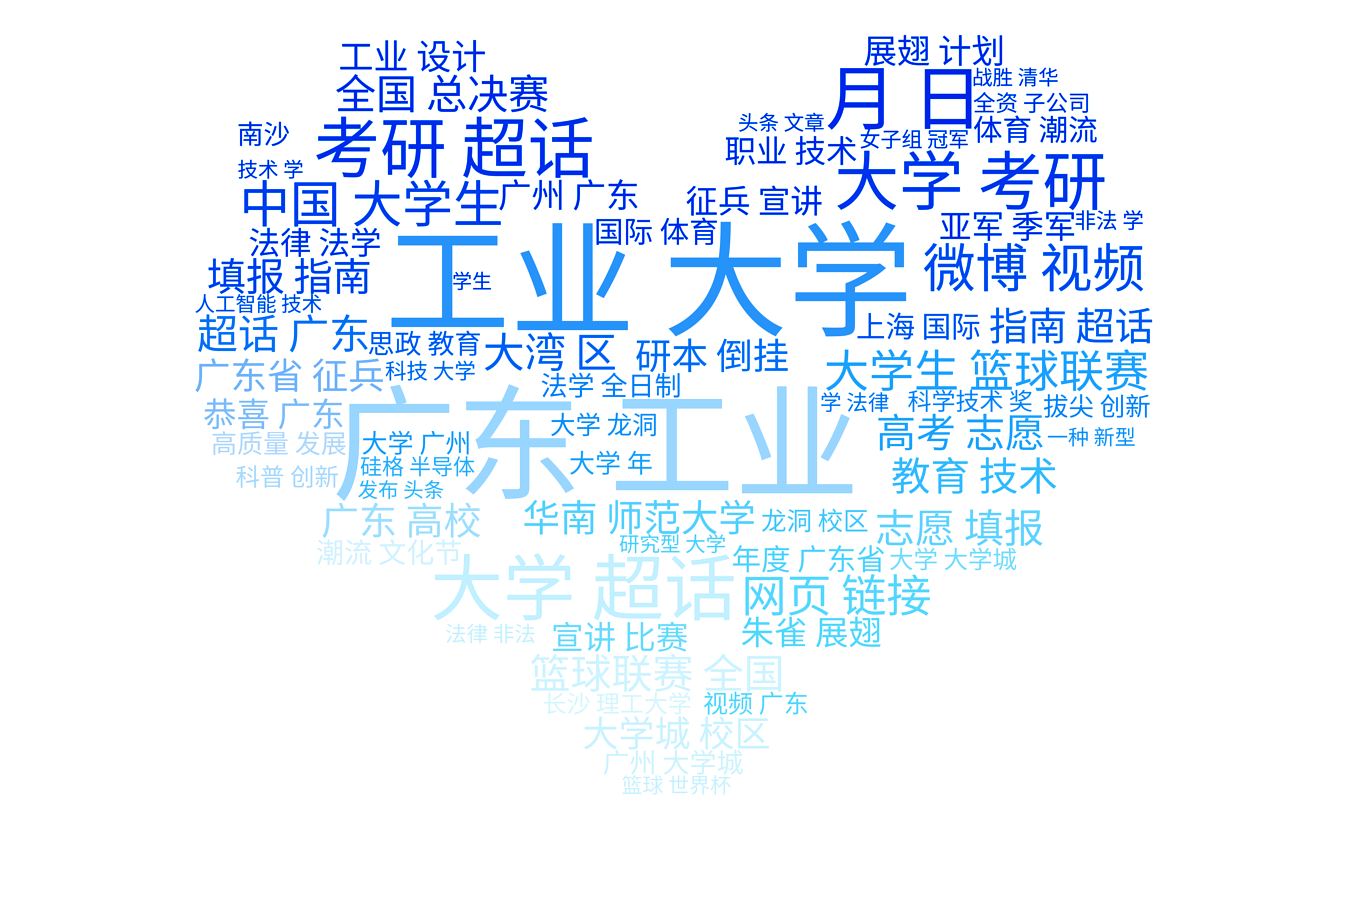 工业 设计
展翅 计划
全国 总决赛
月 日
战胜 清华
全资 子公司
南沙
考研 超话
头条 文章
女子组 冠军
体育 潮流
技术 学
职业 技术
大学 考研
中国 大学生
广州 广东
征兵 宣讲
亚军 季军
非法 学
法律 法学
国际 体育
工业 大学
微博 视频
填报 指南
学生
人工智能 技术
超话 广东
思政 教育
大湾 区
研本 倒挂
上海 国际
指南 超话
广东省 征兵
科技 大学
法学 全日制
大学生 篮球联赛
恭喜 广东
广东 工业
学 法律
科学技术 奖
拔尖 创新
高质量 发展
大学 广州
大学 龙洞
高考 志愿
一种 新型
科普 创新
硅格 半导体
大学 年
教育 技术
发布 头条
广东 高校
华南 师范大学
龙洞 校区
志愿 填报
潮流 文化节
研究型 大学
年度 广东省
大学 大学城
大学 超话
网页 链接
法律 非法
宣讲 比赛
朱雀 展翅
篮球联赛 全国
长沙 理工大学
视频 广东
大学城 校区
广州 大学城
篮球 世界杯